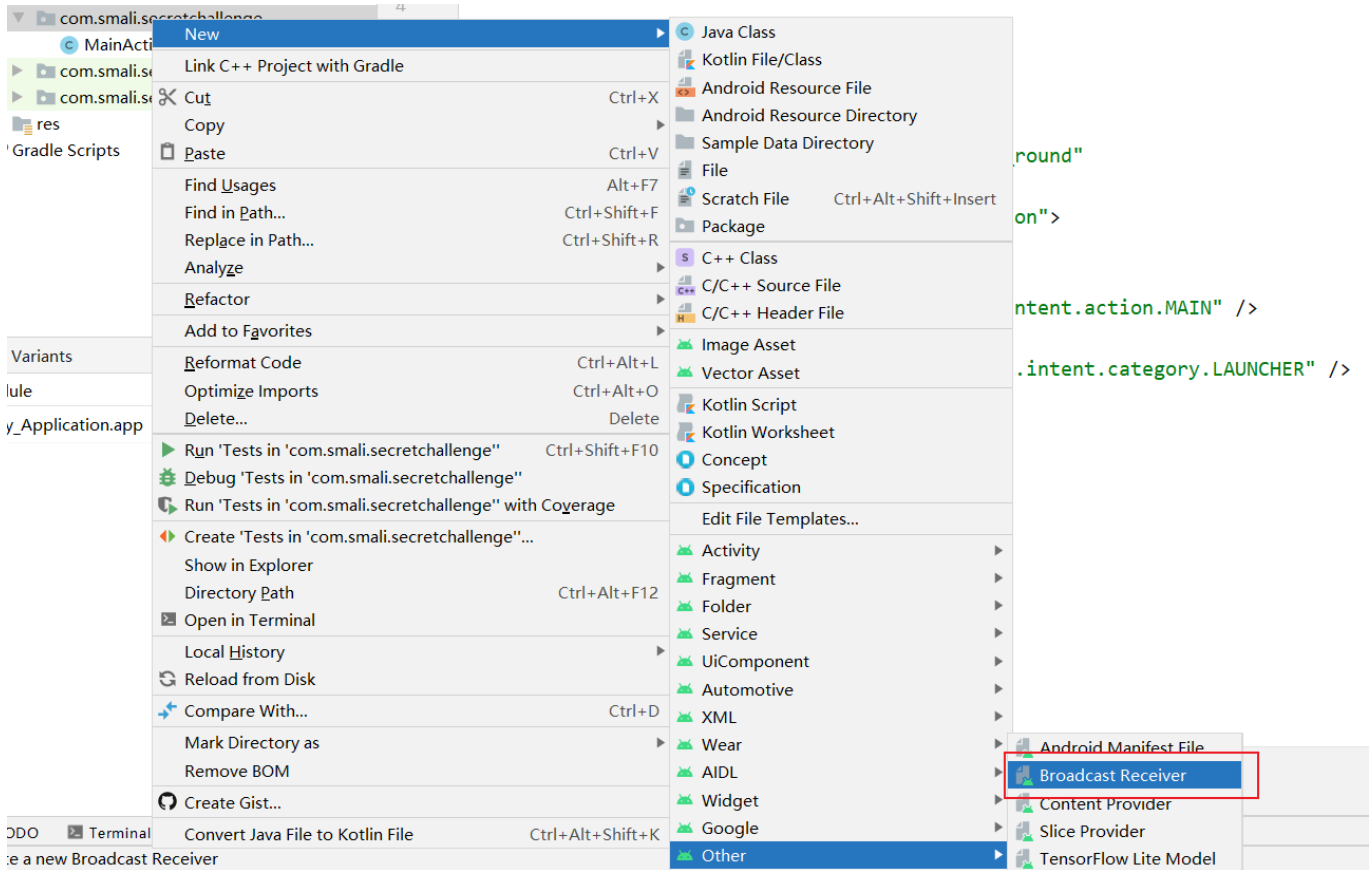 com.smali.secretchallenge
4
MainActi
com.smali.se
com.smali.se
res
Gradle Scripts
Variants
dule
y_Application.app
ODO
Terminal
te a new Broadcast Receiver
New
Link C++ Project with Gradle
Cut Ctrl+X
Copy
Paste Ctrl+V
Find Usages Alt+F7
Find in Path... Ctrl+Shift+F
Replace in Path... Ctrl+Shift+R
Analyze
Refactor
Add to Favorites
Reformat Code Ctrl+Alt+L
Optimize Imports Ctrl+Alt+O
Delete... Delete
Run 'Tests in 'com.smali.secretchallenge'' Ctrl+Shift+F10
Debug 'Tests in 'com.smali.secretchallenge''
Run 'Tests in 'com.smali.secretchallenge'' with Coverage
Create 'Tests in 'com.smali.secretchallenge''...
Show in Explorer
Directory Path Ctrl+Alt+F12
Open in Terminal
Local History
Reload from Disk
Compare With... Ctrl+D
Mark Directory as
Remove BOM
Create Gist...
Convert Java File to Kotlin File Ctrl+Alt+Shift+K
Java Class
Kotlin File/Class
Android Resource File
Android Resource Directory
Sample Data Directory
File
Scratch File Ctrl+Alt+Shift+Insert
Package
C++ Class
C/C++ Source File
C/C++ Header File
Image Asset
Vector Asset
Kotlin Script
Kotlin Worksheet
Concept
Specification
Edit File Templates...
Activity
Fragment
Folder
Service
UiComponent
Automotive
XML
Wear
AIDL
Widget
Google
Other
Android Manifest File
Broadcast Receiver
Content Provider
Slice Provider
TensorFlow Lite Model
round"
on">
ntent.action.MAIN" />
.intent.category.LAUNCHER" />